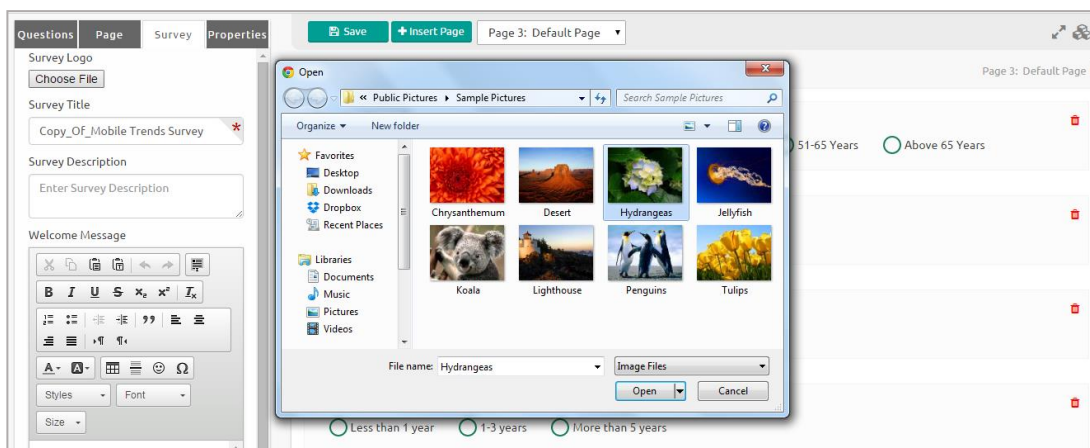 Questions Page Survey Properties
Save Insert Page Page 3: Default Page
Survey Logo
Choose File
Survey Title
Copy_Of_Mobile Trends Survey *
Survey Description
Enter Survey Description
Welcome Message
B I U S x₂ x² Iₓ
A A Ω
Styles Font
Size
Open
« Public Pictures Sample Pictures Search Sample Pictures
Organize New folder
Favorites
Desktop
Downloads
Dropbox
Recent Places
Libraries
Documents
Music
Pictures
Videos
Chrysanthemum Desert Hydrangeas Jellyfish
Koala Lighthouse Penguins Tulips
File name: Hydrangeas Image Files
Open Cancel
Page 3: Default Page
51-65 Years Above 65 Years
Less than 1 year 1-3 years More than 5 years